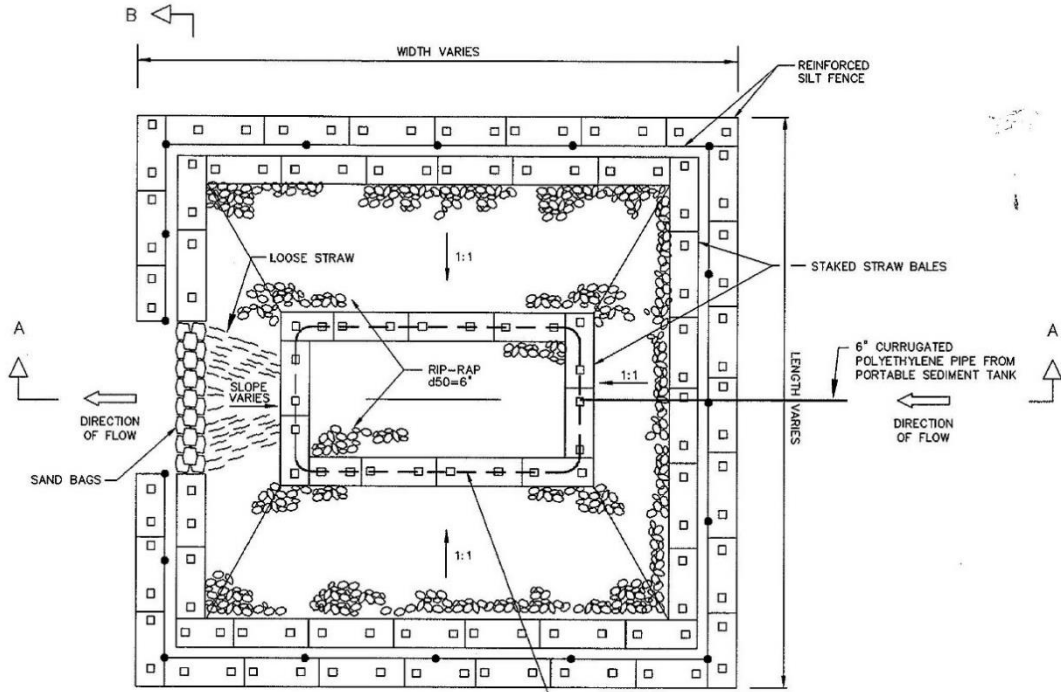 B
WIDTH VARIES
REINFORCED
SILT FENCE
LOOSE STRAW
1:1
STAKED STRAW BALES
A
A
RIP-RAP
d50=6"
1:1
6" CURRUGATED
POLYETHYLENE PIPE FROM
PORTABLE SEDIMENT TANK
SLOPE
VARIES
LENGTH VARIES
DIRECTION
OF FLOW
DIRECTION
OF FLOW
SAND BAGS
1:1